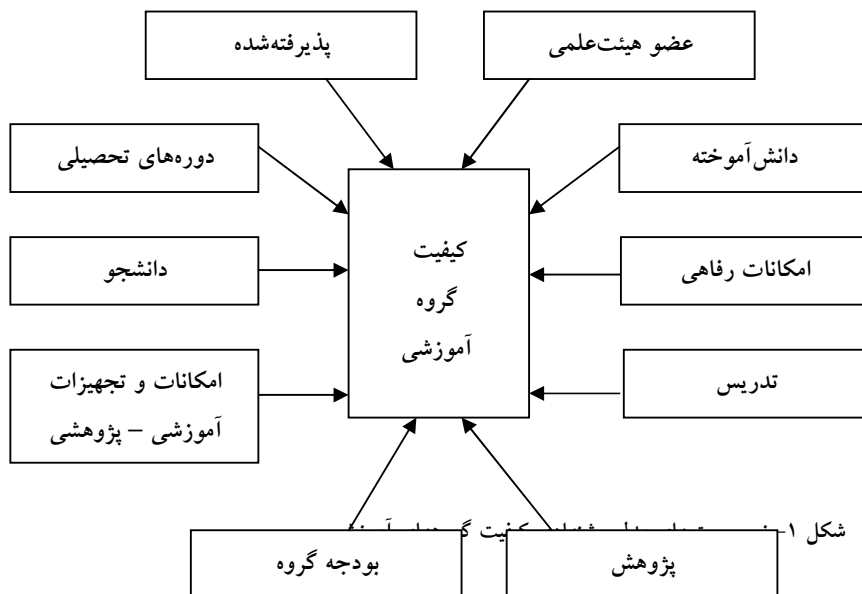 عضو هیئت‌علمی
پذیرفته‌شده
دانش‌آموخته
دوره‌های تحصیلی
کیفیت
گروه
آموزشی
امکانات رفاهی
دانشجو
تدریس
امکانات و تجهیزات
آموزشی – پژوهشی
شکل ۱- کیفیت
پژوهش
بودجه گروه